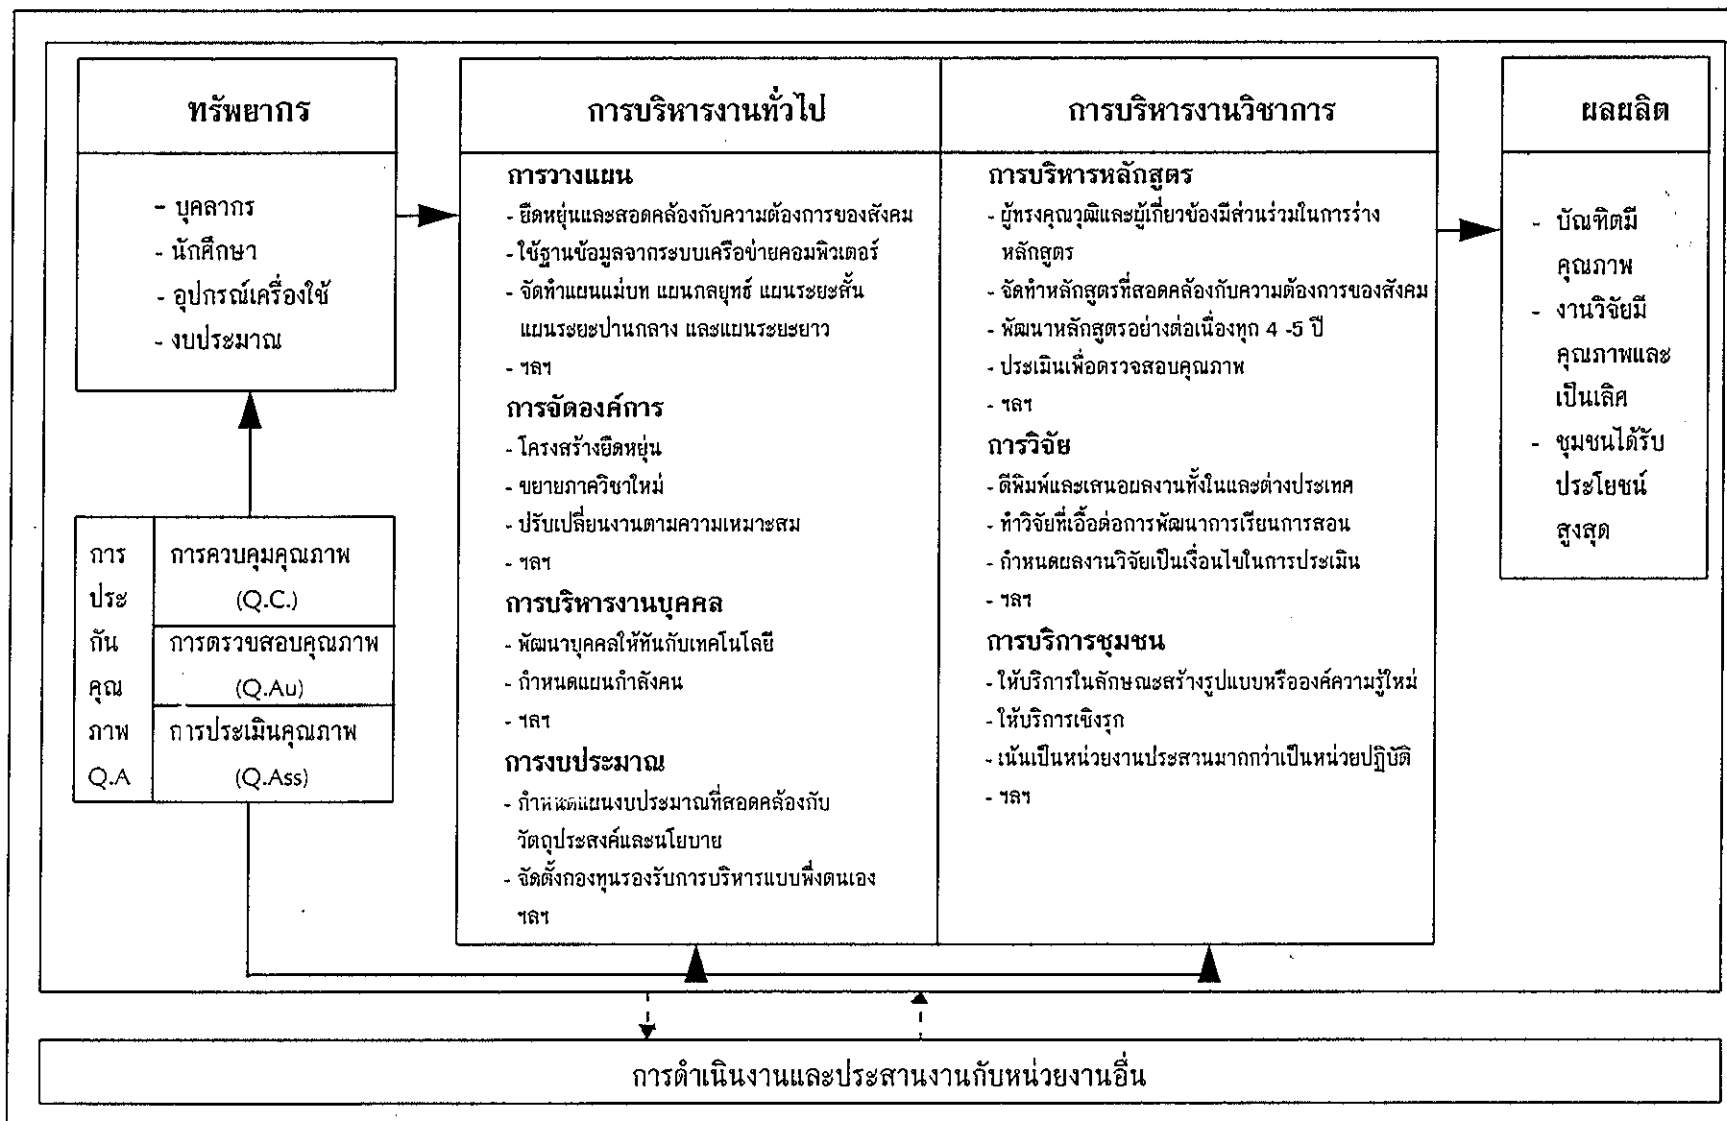 ทรัพยากร
- บุคลากร
- นักศึกษา
- อุปกรณ์เครื่องใช้
- งบประมาณ
การ
ประ
กัน
คุณ
ภาพ
Q.A
การควบคุมคุณภาพ
(Q.C.)
การตรวขสอบคุณภาพ
(Q.Au)
การประเมินคุณภาพ
(Q.Ass)
การบริหารงานทั่วไป
การวางแผน
- ยืดหยุ่นและสอดคล้องกับความต้องการของสังคม
- ใช้ฐานข้อมูลจากระบบเครือข่ายคอมพิวเตอร์
- จัดทำแผนแม่บท แผนกลยุทธ์ แผนระยะสั้น
แผนระยะปานกลาง และแผนระยะยาว
- ฯลฯ
การจัดองค์การ
- โครงสร้างยืดหยุ่น
- ขยายภาควิชาใหม่
- ปรับเปลี่ยนงานตามความเหมาะสม
- ฯลฯ
การบริหารงานบุคคล
- พัฒนาบุคคลให้ทันกับเทคโนโลยี
- กำหนดแผนกำลังคน
- ฯลฯ
การงบประมาณ
- กำหนดแผนงบประมาณที่สอดคล้องกับ
วัตถุประสงค์และนโยบาย
- จัดตั้งกองทุนรองรับการบริหารแบบพึ่งตนเอง
ฯลฯ
การบริหารงานวิชาการ
การบริหารหลักสูตร
- ผู้ทรงคุณวุฒิและผู้เกี่ยวข้องมีส่วนร่วมในการร่าง
หลักสูตร
- จัดทำหลักสูตรที่สอดคล้องกับความต้องการของสังคม
- พัฒนาหลักสูตรอย่างต่อเนื่องทุก 4 -5 ปี
- ประเมินเพื่อตรวจสอบคุณภาพ
- ฯลฯ
การวิจัย
- ตีพิมพ์และเสนอผลงานทั้งในและต่างประเทศ
- ทำวิจัยที่เอื้อต่อการพัฒนาการเรียนการสอน
- กำหนดผลงานวิจัยเป็นเงื่อนไขในการประเมิน
- ฯลฯ
การบริการชุมชน
- ให้บริการในลักษณะสร้างรูปแบบหรือองค์ความรู้ใหม่
- ให้บริการเชิงรุก
- เน้นเป็นหน่วยงานประสานมากกว่าเป็นหน่วยปฏิบัติ
- ฯลฯ
ผลผลิต
- บัณฑิตมี
คุณภาพ
- งานวิจัยมี
คุณภาพและ
เป็นเลิศ
- ชุมชนได้รับ
ประโยชน์
สูงสุด
การดำเนินงานและประสานงานกับหน่วยงานอื่น